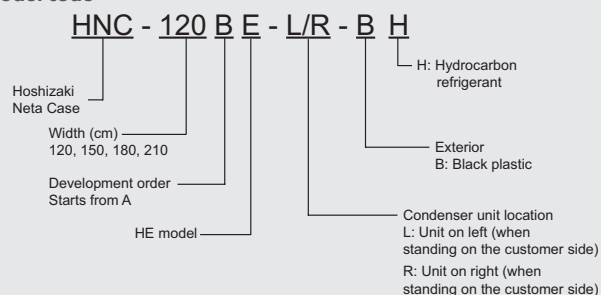 HNC - 120 B E - L/R - B H
H: Hydrocarbon
refrigerant
Hoshizaki
Neta Case
Width (cm)
120, 150, 180, 210
Exterior
B: Black plastic
Development order
Starts from A
Condenser unit location
L: Unit on left (when
standing on the customer side)
HE model
R: Unit on right (when
standing on the customer side)